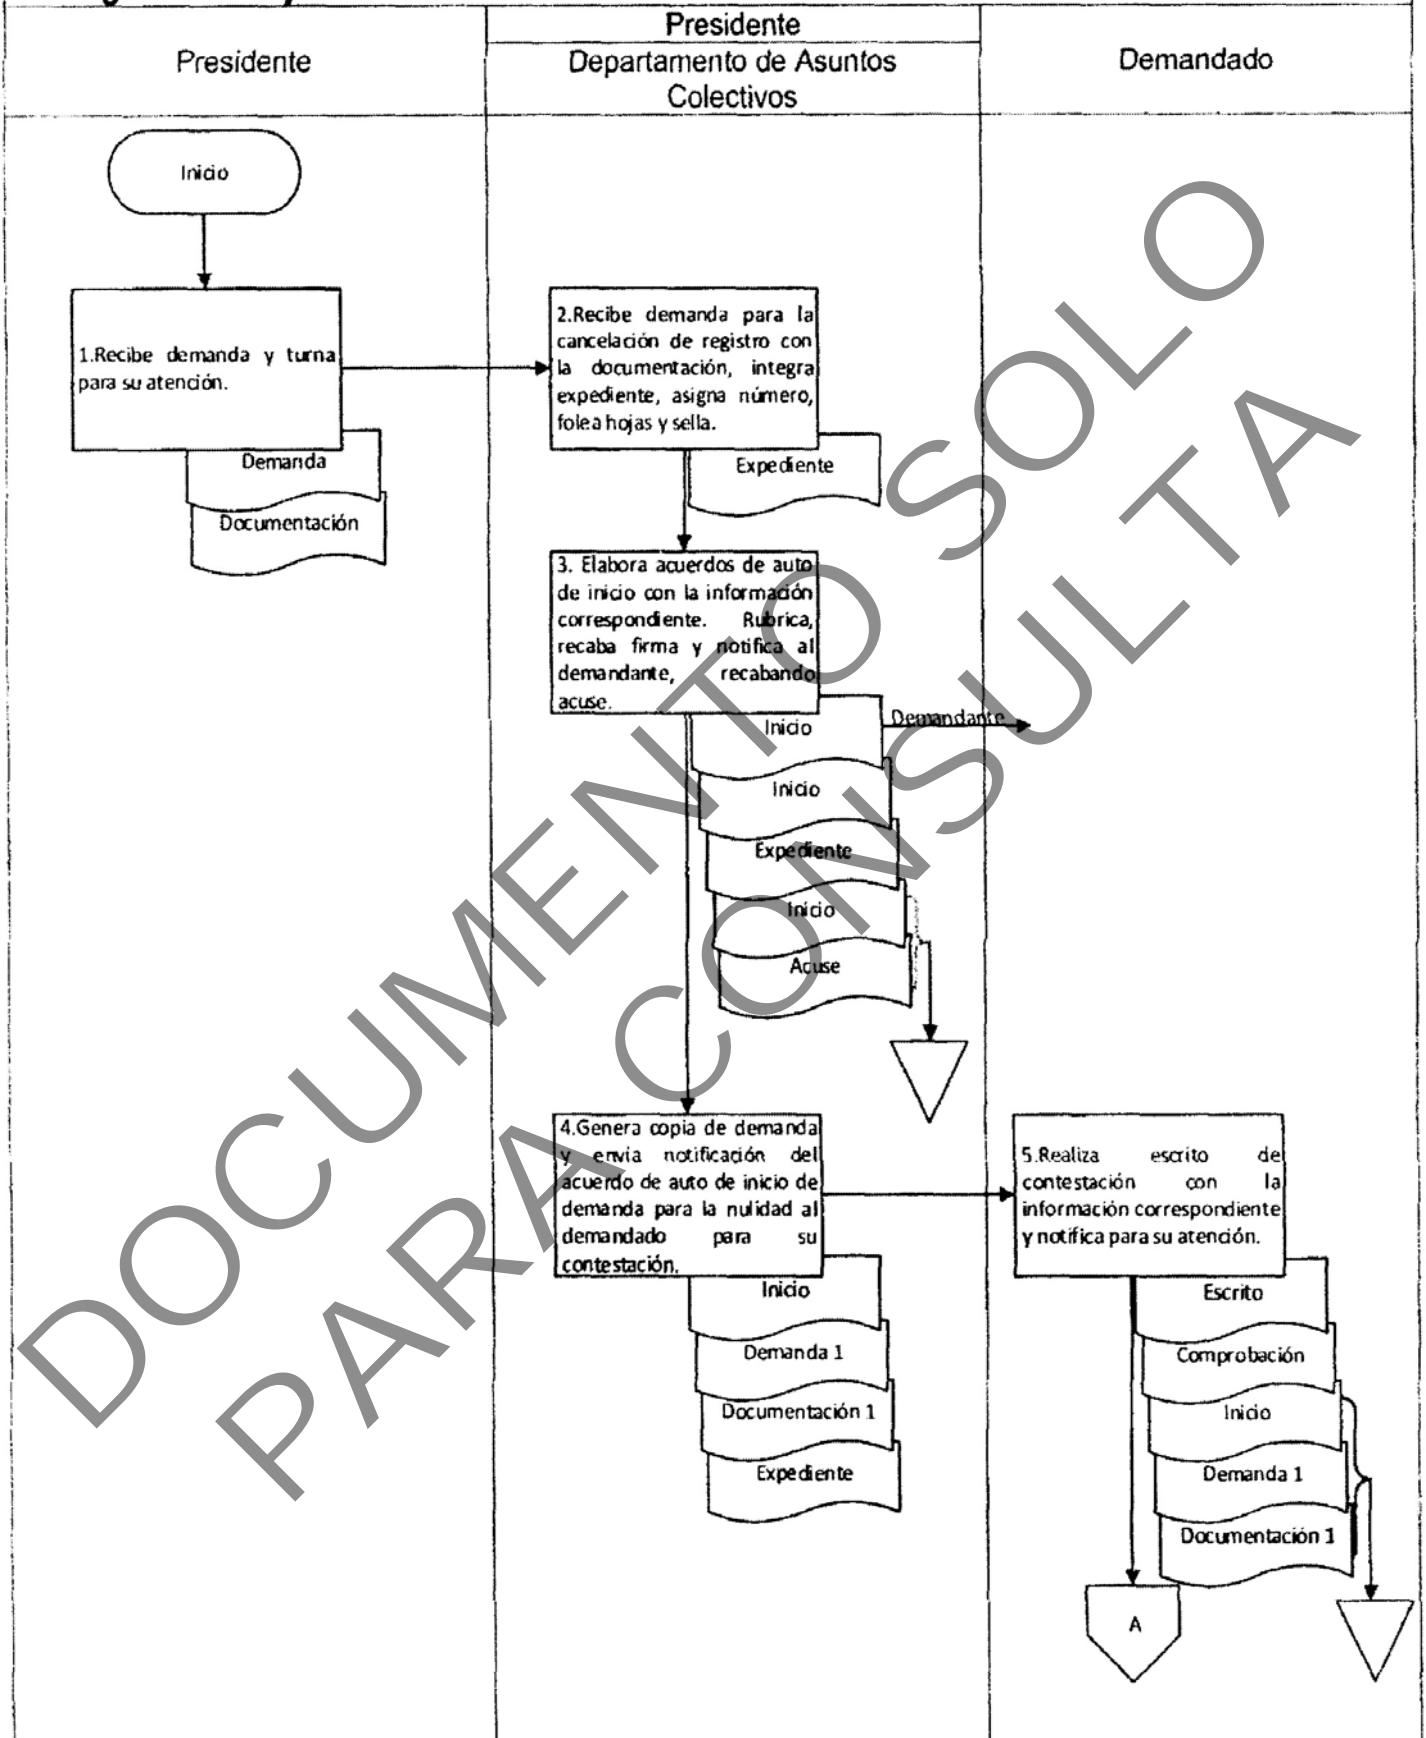 Presidente
Presidente
Departamento de Asuntos
Colectivos
Demandado
Inicio
1.Recibe demanda y turna
para su atención.
Demanda
Documentación
2.Recibe demanda para la
cancelación de registro con
la documentación, integra
expediente, asigna número,
folea hojas y sella.
Expediente
3. Elabora acuerdos de auto
de inicio con la información
correspondiente. Rubrica,
recaba firma y notifica al
demandante, recabando
acuse.
Inicio
Demandante
Inicio
Expediente
Inicio
Acuse
4.Genera copia de demanda
y envia notificación del
acuerdo de auto de inicio de
demanda para la nulidad al
demandado para su
contestación.
Inicio
Demanda 1
Documentación 1
Expediente
5.Realiza escrito de
contestación con la
información correspondiente
y notifica para su atención.
Escrito
Comprobación
Inicio
Demanda 1
Documentación 1
A
DOCUMENTO SOLO
PARA CONSULTA